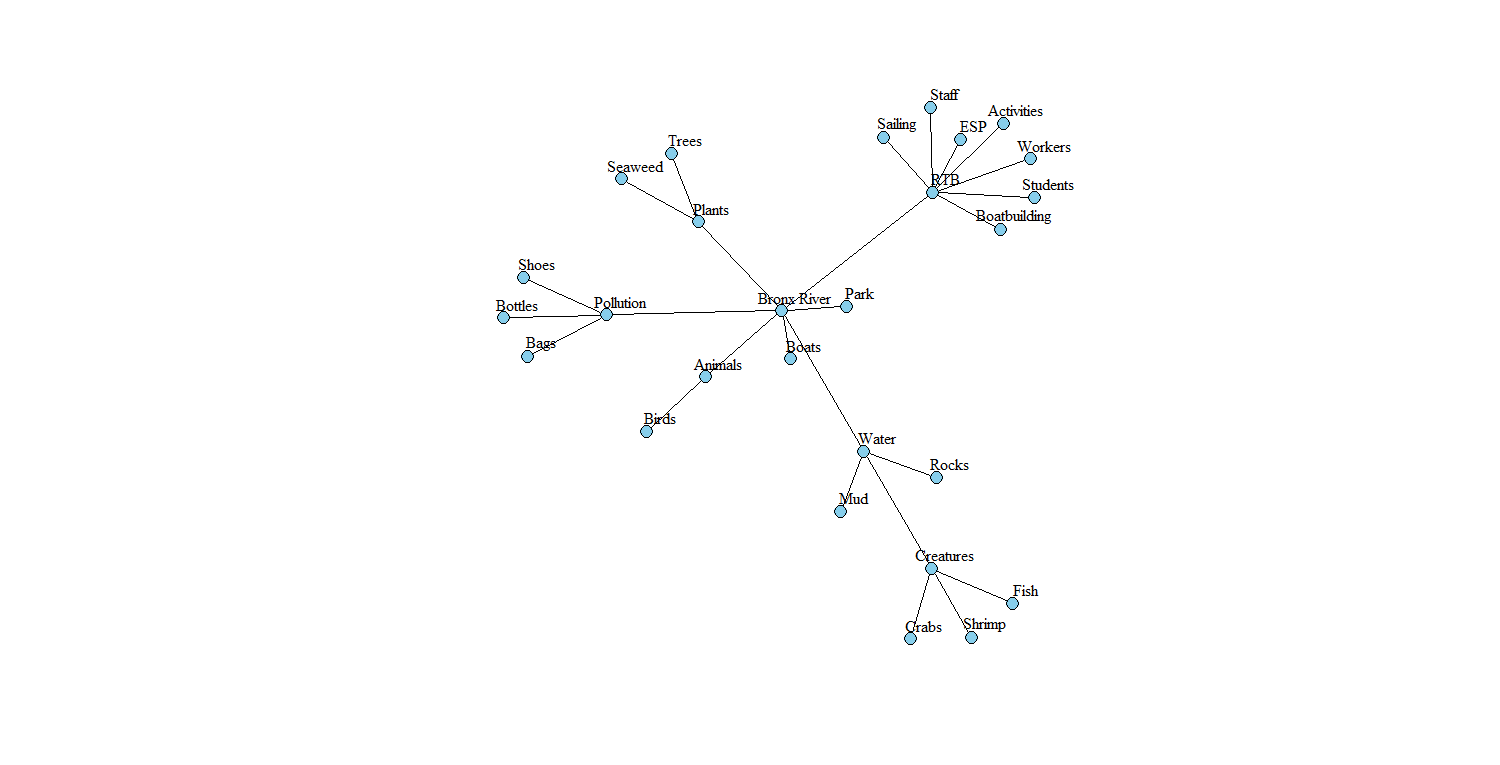 Staff
Activities
Sailing
ESP
Trees
Workers
Seaweed
RTB
Students
Plants
Boatbuilding
Shoes
Park
Bronx River
Pollution
Bottles
Bags
Boats
Animals
Birds
Water
Rocks
Mud
Creatures
Fish
Shrimp
Crabs